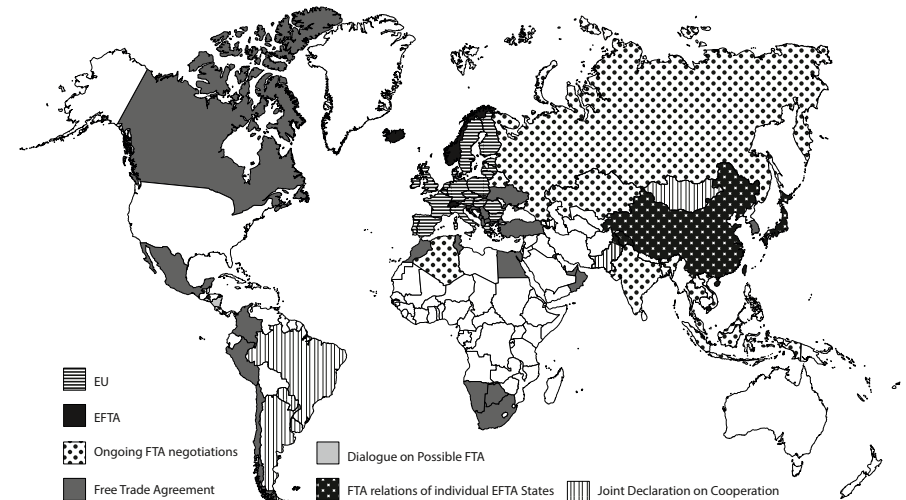 EU
EFTA
Ongoing FTA negotiations
Dialogue on Possible FTA
Free Trade Agreement
FTA relations of individual EFTA States
Joint Declaration on Cooperation